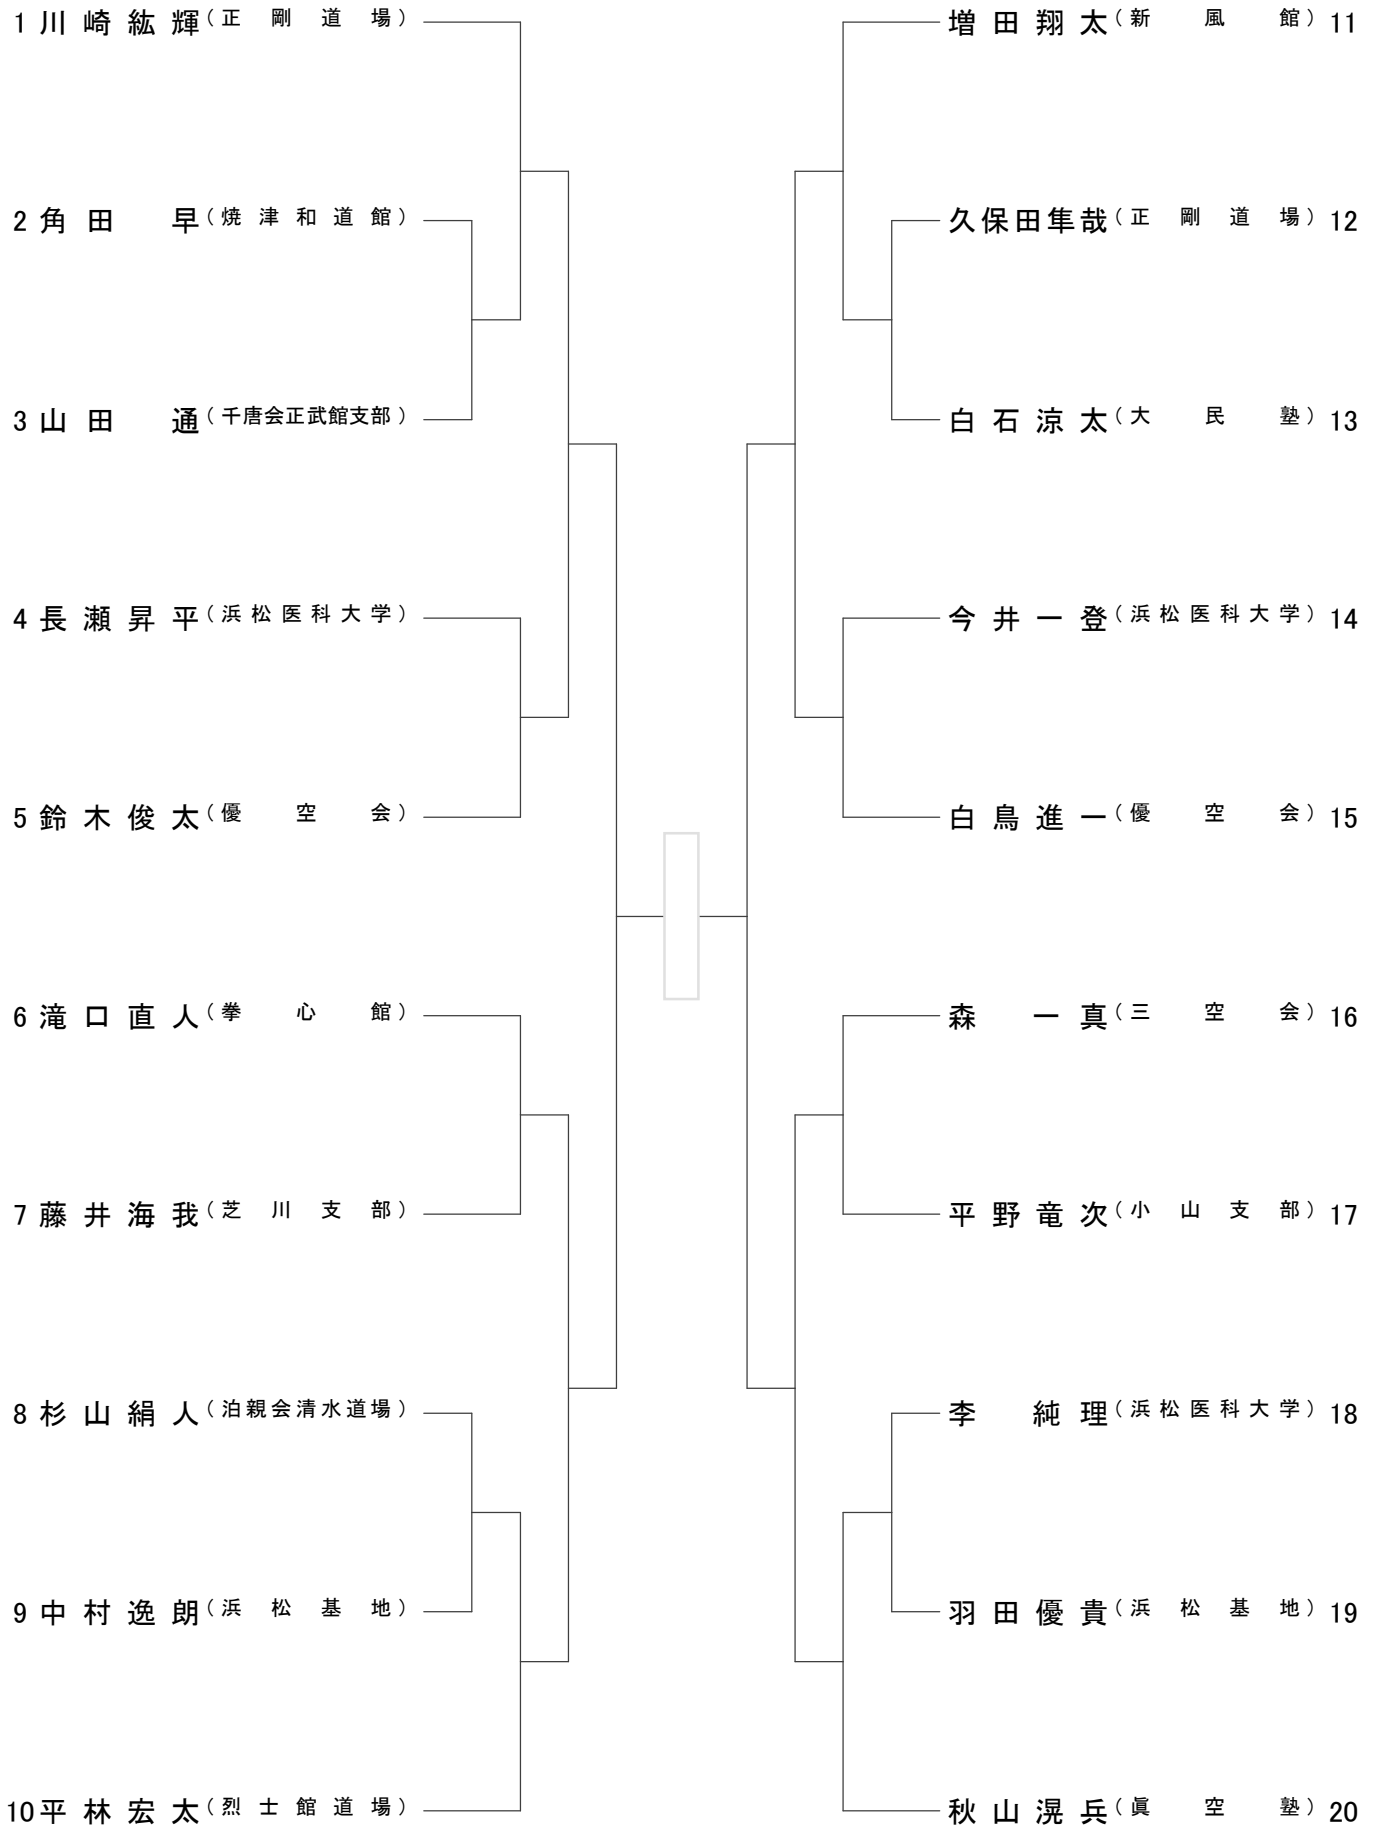 1 川崎紘輝（正剛道場）
2 角田 早（焼津和道館）
3 山田 通（千唐会正武館支部）
4 長瀬昇平（浜松医科大学）
5 鈴木俊太（優空会）
6 滝口直人（拳心館）
7 藤井海我（芝川支部）
8 杉山絹人（泊親会清水道場）
9 中村逸朗（浜松基地）
10 平林宏太（烈士館道場）
増田翔太（新風館） 11
久保田隼哉（正剛道場） 12
白石涼太（大民塾） 13
今井一登（浜松医科大学） 14
白鳥進一（優空会） 15
森 一真（三空会） 16
平野竜次（小山支部） 17
李 純理（浜松医科大学） 18
羽田優貴（浜松基地） 19
秋山滉兵（眞空塾） 20